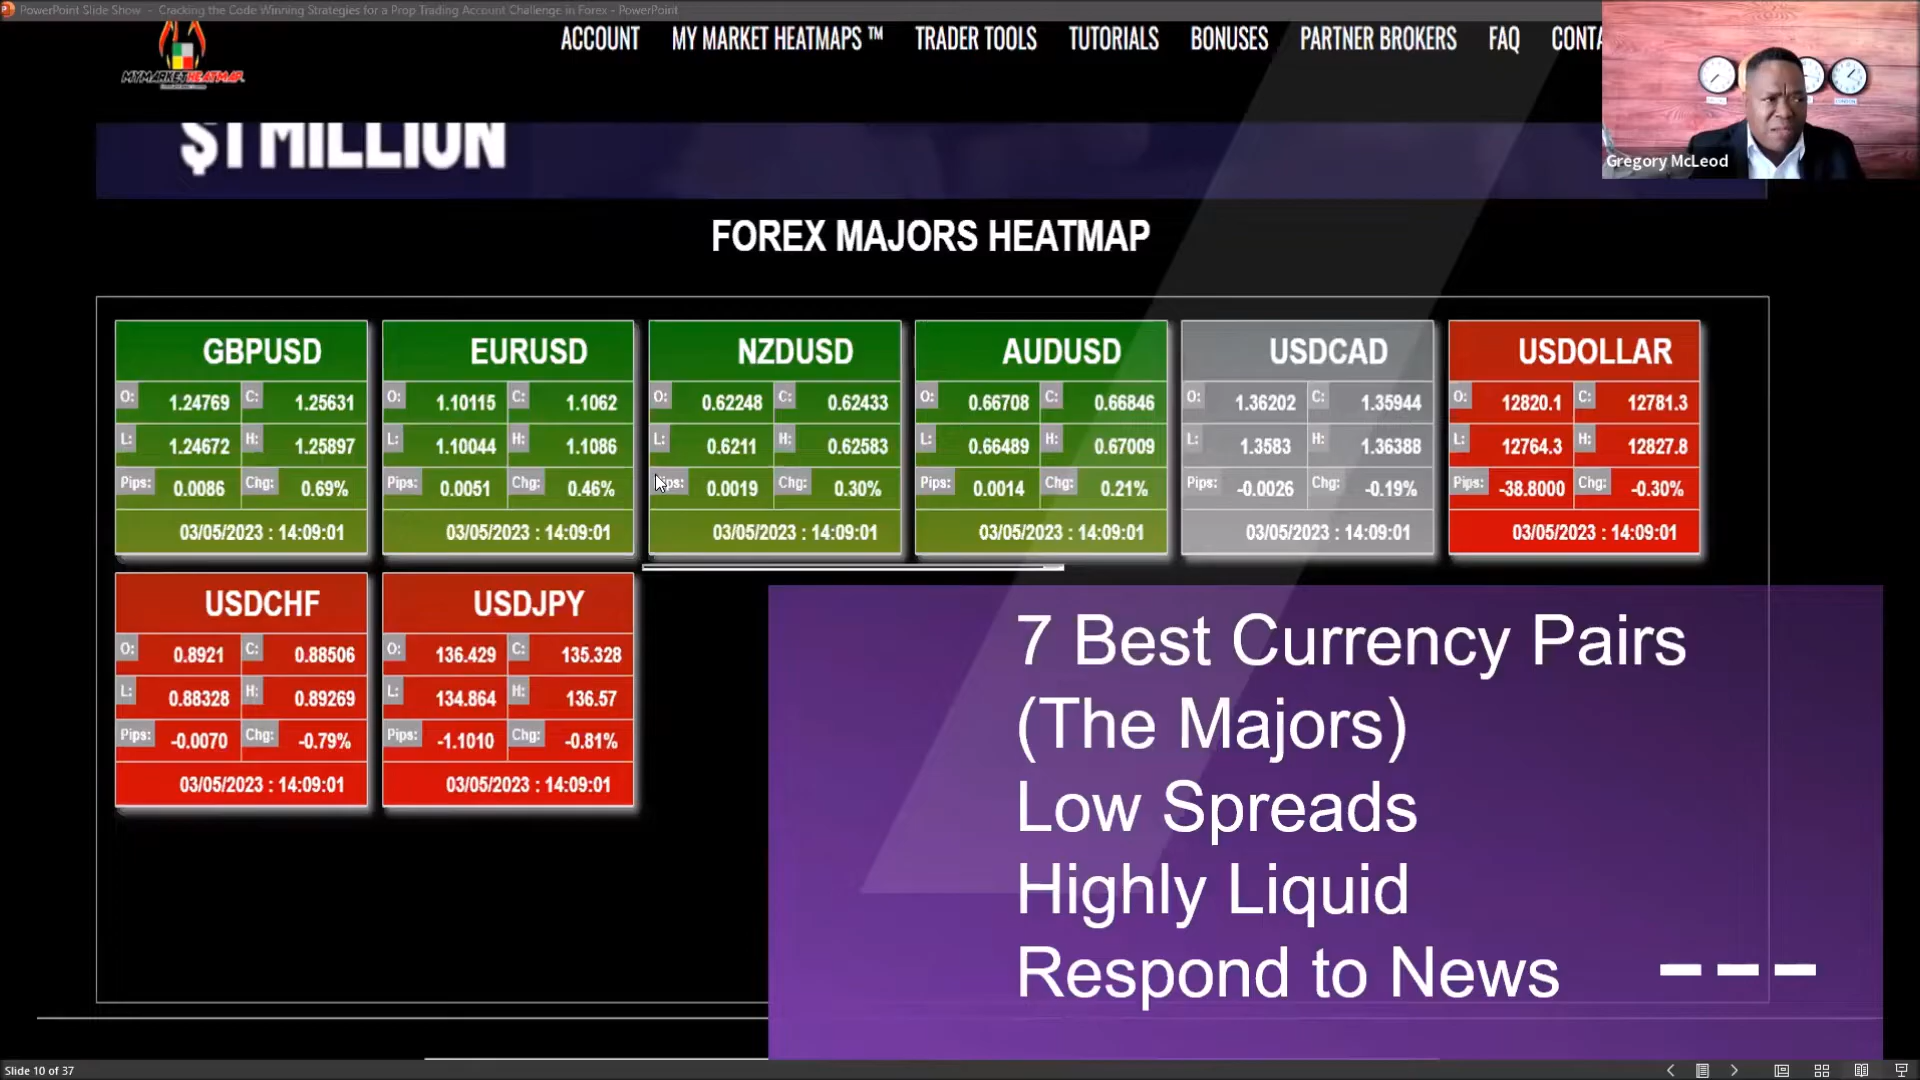 PowerPoint Slide Show - Cracking the Code Winning Strategies for a Prop Trading Account Challenge in Forex - PowerPoint
MYMARKETHEATMAP
ACCOUNT MY MARKET HEATMAPS ™ TRADER TOOLS TUTORIALS BONUSES PARTNER BROKERS FAQ CONTA
Gregory McLeod
$1 MILLION
FOREX MAJORS HEATMAP
GBPUSD EURUSD NZDUSD AUDUSD USDCAD USDOLLAR
O: 1.24769 C: 1.25631 O: 1.10115 C: 1.1062 O: 0.62248 C: 0.62433 O: 0.66708 C: 0.66846 O: 1.36202 C: 1.35944 O: 12820.1 C: 12781.3
L: 1.24672 H: 1.25897 L: 1.10044 H: 1.1086 L: 0.6211 H: 0.62583 L: 0.66489 H: 0.67009 L: 1.3583 H: 1.36388 L: 12764.3 H: 12827.8
Pips: 0.0086 Chg: 0.69% Pips: 0.0051 Chg: 0.46% Pips: 0.0019 Chg: 0.30% Pips: 0.0014 Chg: 0.21% Pips: -0.0026 Chg: -0.19% Pips: -38.8000 Chg: -0.30%
03/05/2023 : 14:09:01 03/05/2023 : 14:09:01 03/05/2023 : 14:09:01 03/05/2023 : 14:09:01 03/05/2023 : 14:09:01 03/05/2023 : 14:09:01
USDCHF USDJPY
O: 0.8921 C: 0.88506 O: 136.429 C: 135.328
L: 0.88328 H: 0.89269 L: 134.864 H: 136.57
Pips: -0.0070 Chg: -0.79% Pips: -1.1010 Chg: -0.81%
03/05/2023 : 14:09:01 03/05/2023 : 14:09:01
7 Best Currency Pairs
(The Majors)
Low Spreads
Highly Liquid
Respond to News
Slide 10 of 37